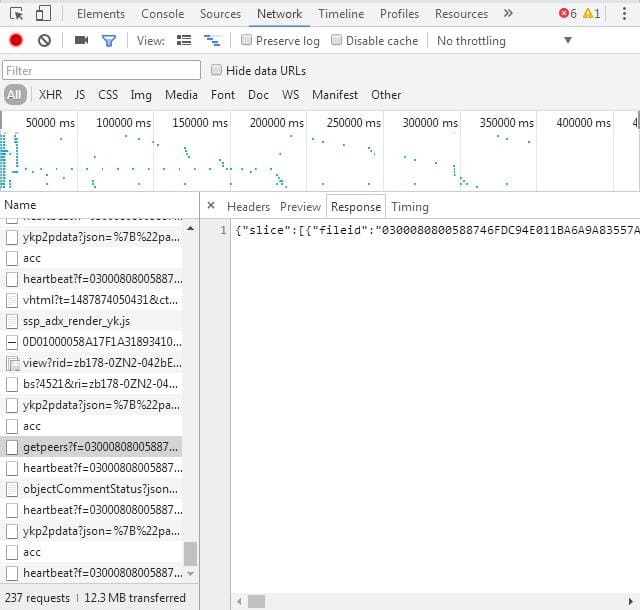 Elements Console Sources Network Timeline Profiles Resources » 6 1
View: Preserve log Disable cache No throttling
Filter Hide data URLs
All XHR JS CSS Img Media Font Doc WS Manifest Other
50000 ms 100000 ms 150000 ms 200000 ms 250000 ms 300000 ms 350000 ms 400000 ms 4
Name
× Headers Preview Response Timing
heartbeat?f=03000808005887...
1 {"slice":[{"fileid":"0300080800588746FDC94E011BA6A9A83557A
ykp2pdata?json=%7B%22pa...
acc
heartbeat?f=03000808005887...
vhtml?t=1487874050431&ct...
ssp_adx_render_yk.js
0D01000058A17F1A31893410...
view?rid=zb178-0ZN2-042bE...
bs?4521&ri=zb178-0ZN2-04...
ykp2pdata?json=%7B%22pa...
acc
getpeers?f=03000808005887...
heartbeat?f=03000808005887...
objectCommentStatus?json...
heartbeat?f=03000808005887...
ykp2pdata?json=%7B%22pa...
acc
heartbeat?f=03000808005887...
237 requests | 12.3 MB transferred